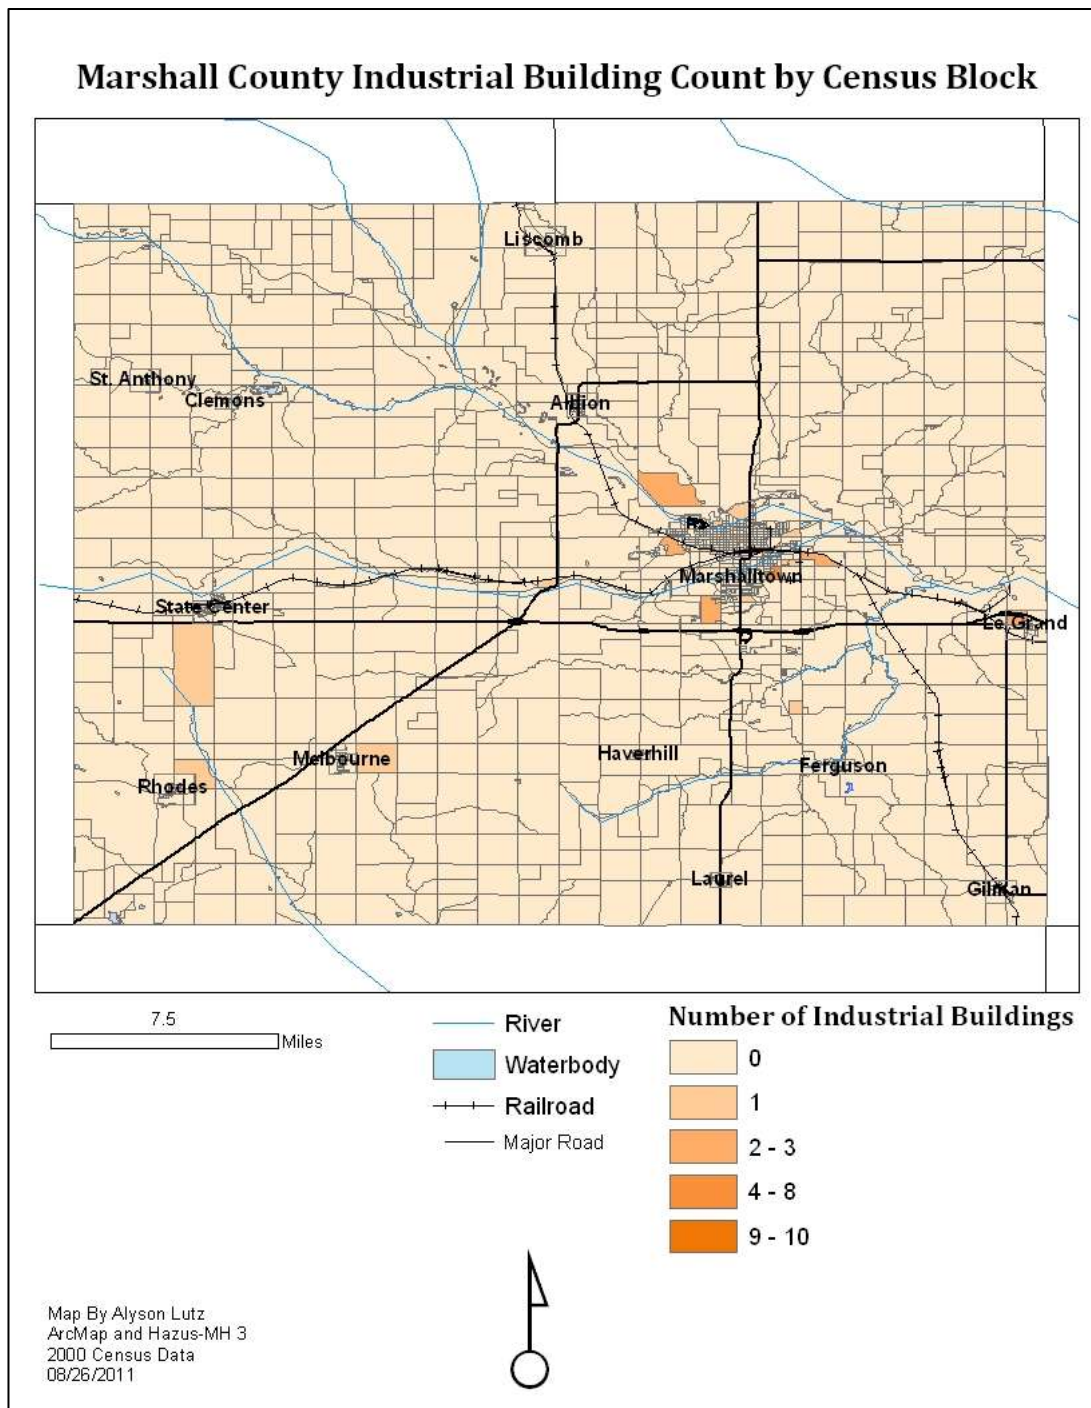 Marshall County Industrial Building Count by Census Block
Liscomb
St. Anthony
Clemons
Albion
Marshalltown
State Center
Le Grand
Melbourne
Haverhill
Ferguson
Rhodes
Laurel
Gilman
7.5
Miles
River
Waterbody
Railroad
Major Road
Number of Industrial Buildings
0
1
2 - 3
4 - 8
9 - 10
Map By Alyson Lutz
ArcMap and Hazus-MH 3
2000 Census Data
08/26/2011